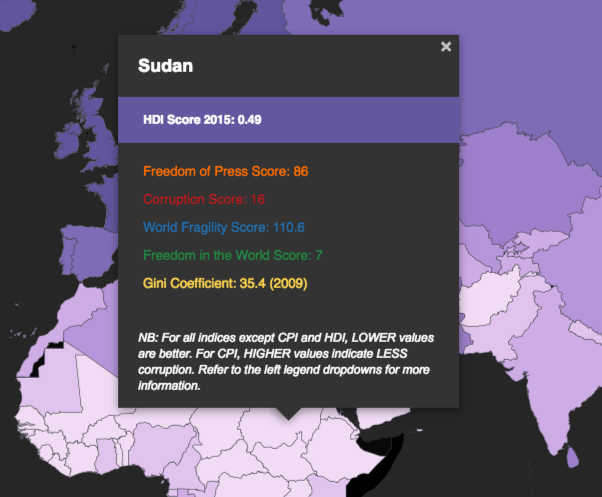 Sudan
HDI Score 2015: 0.49
Freedom of Press Score: 86
Corruption Score: 16
World Fragility Score: 110.6
Freedom in the World Score: 7
Gini Coefficient: 35.4 (2009)
NB: For all indices except CPI and HDI, LOWER values
are better. For CPI, HIGHER values indicate LESS
corruption. Refer to the left legend dropdowns for more
information.